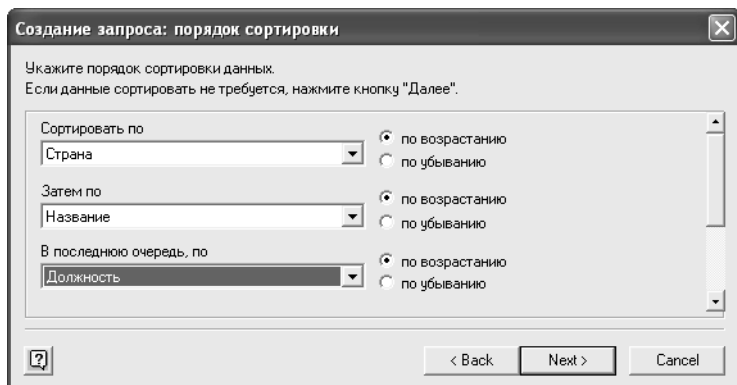 Создание запроса: порядок сортировки
Укажите порядок сортировки данных.
Если данные сортировать не требуется, нажмите кнопку "Далее".
Сортировать по
Страна
по возрастанию
по убыванию
Затем по
Название
по возрастанию
по убыванию
В последнюю очередь, по
Должность
по возрастанию
по убыванию
< Back
Next >
Cancel